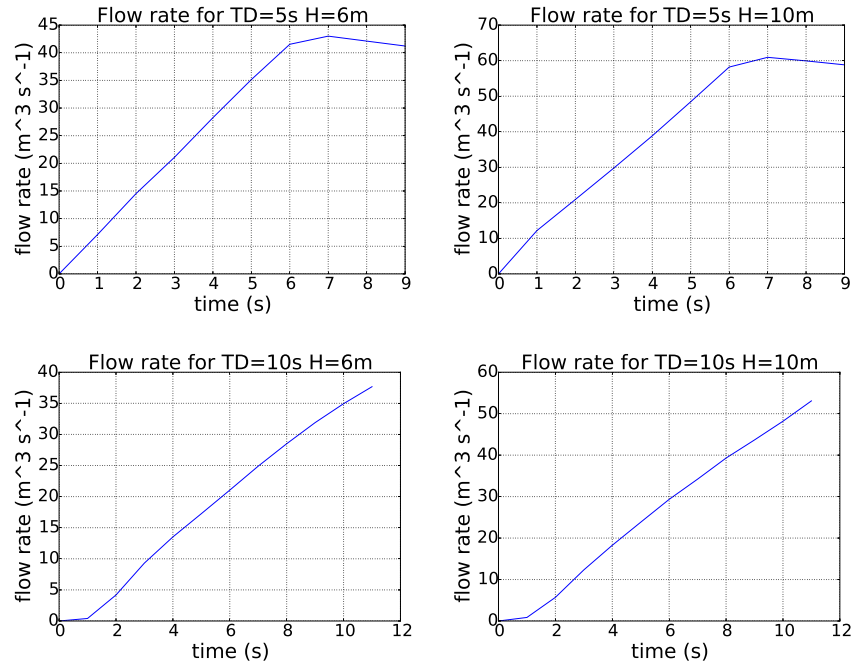 Flow rate for TD=5s H=6m
flow rate (m^3 s^-1)
45
40
35
30
25
20
15
10
5
0
0 1 2 3 4 5 6 7 8 9
time (s)
Flow rate for TD=5s H=10m
flow rate (m^3 s^-1)
70
60
50
40
30
20
10
0
0 1 2 3 4 5 6 7 8 9
time (s)
Flow rate for TD=10s H=6m
flow rate (m^3 s^-1)
40
35
30
25
20
15
10
5
0
0 2 4 6 8 10 12
time (s)
Flow rate for TD=10s H=10m
flow rate (m^3 s^-1)
60
50
40
30
20
10
0
0 2 4 6 8 10 12
time (s)